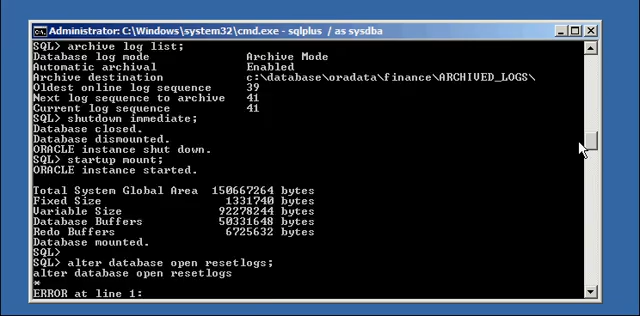 Administrator: C:\Windows\system32\cmd.exe - sqlplus / as sysdba
SQL> archive log list;
Database log mode Archive Mode
Automatic archival Enabled
Archive destination c:\database\oradata\finance\ARCHIVED_LOGS\
Oldest online log sequence 39
Next log sequence to archive 41
Current log sequence 41
SQL> shutdown immediate;
Database closed.
Database dismounted.
ORACLE instance shut down.
SQL> startup mount;
ORACLE instance started.
Total System Global Area 150667264 bytes
Fixed Size 1331740 bytes
Variable Size 92278244 bytes
Database Buffers 50331648 bytes
Redo Buffers 6725632 bytes
Database mounted.
SQL>
SQL> alter database open resetlogs;
alter database open resetlogs
*
ERROR at line 1: